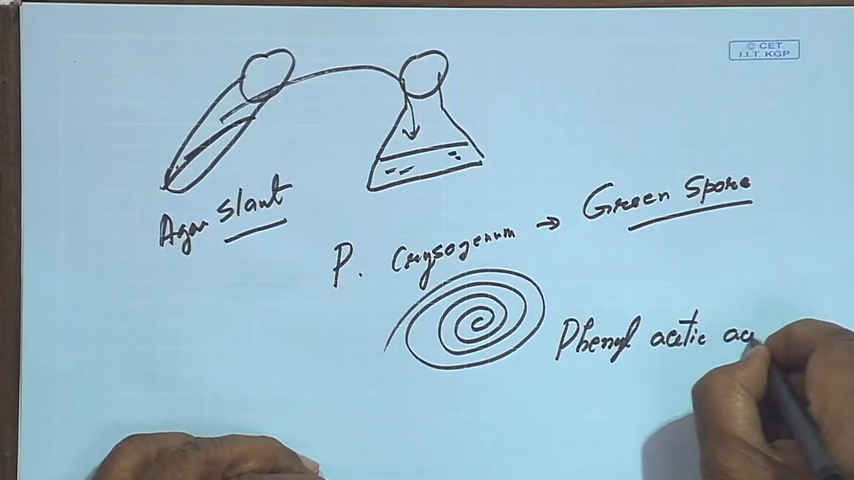 © CET
I.I.T. KGP
Agar Slant
P. Crysogenum → Green Spore
Phenyl acetic ac